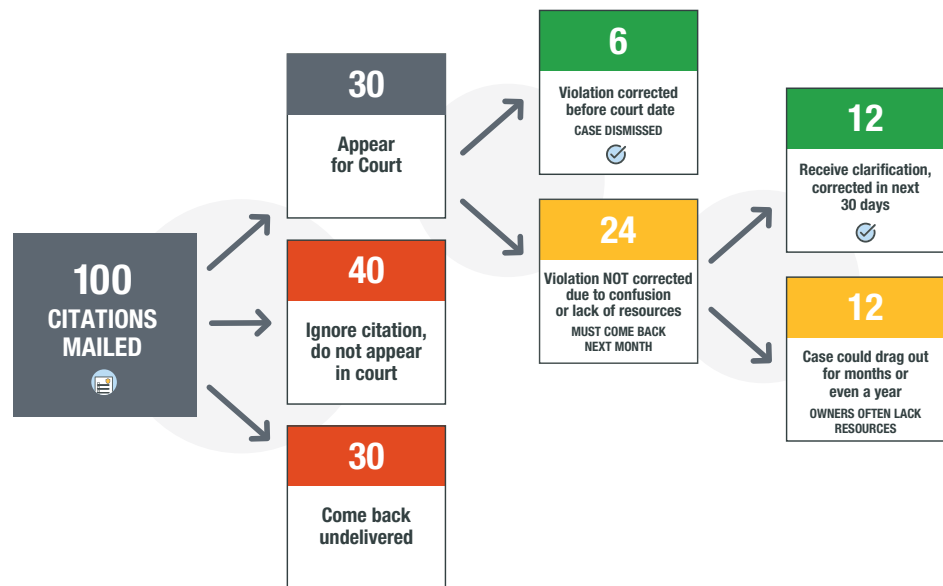 100
CITATIONS
MAILED
30
Appear
for Court
40
Ignore citation,
do not appear
in court
30
Come back
undelivered
6
Violation corrected
before court date
CASE DISMISSED
24
Violation NOT corrected
due to confusion
or lack of resources
MUST COME BACK
NEXT MONTH
12
Receive clarification,
corrected in next
30 days
12
Case could drag out
for months or
even a year
OWNERS OFTEN LACK
RESOURCES